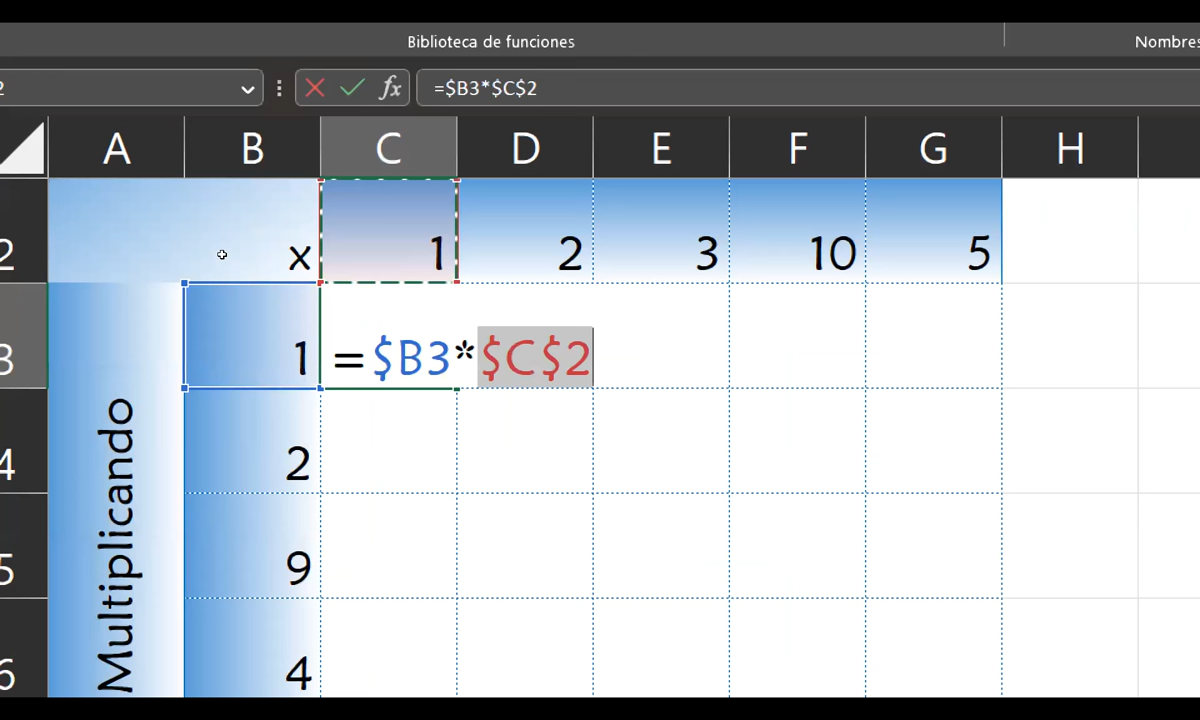 Biblioteca de funciones
Nombres
2
fx
=$B3*$C$2
A B C D E F G H
2 x 1 2 3 10 5
3 1 =$B3*$C$2
Multiplicando
4 2
5 9
6 4